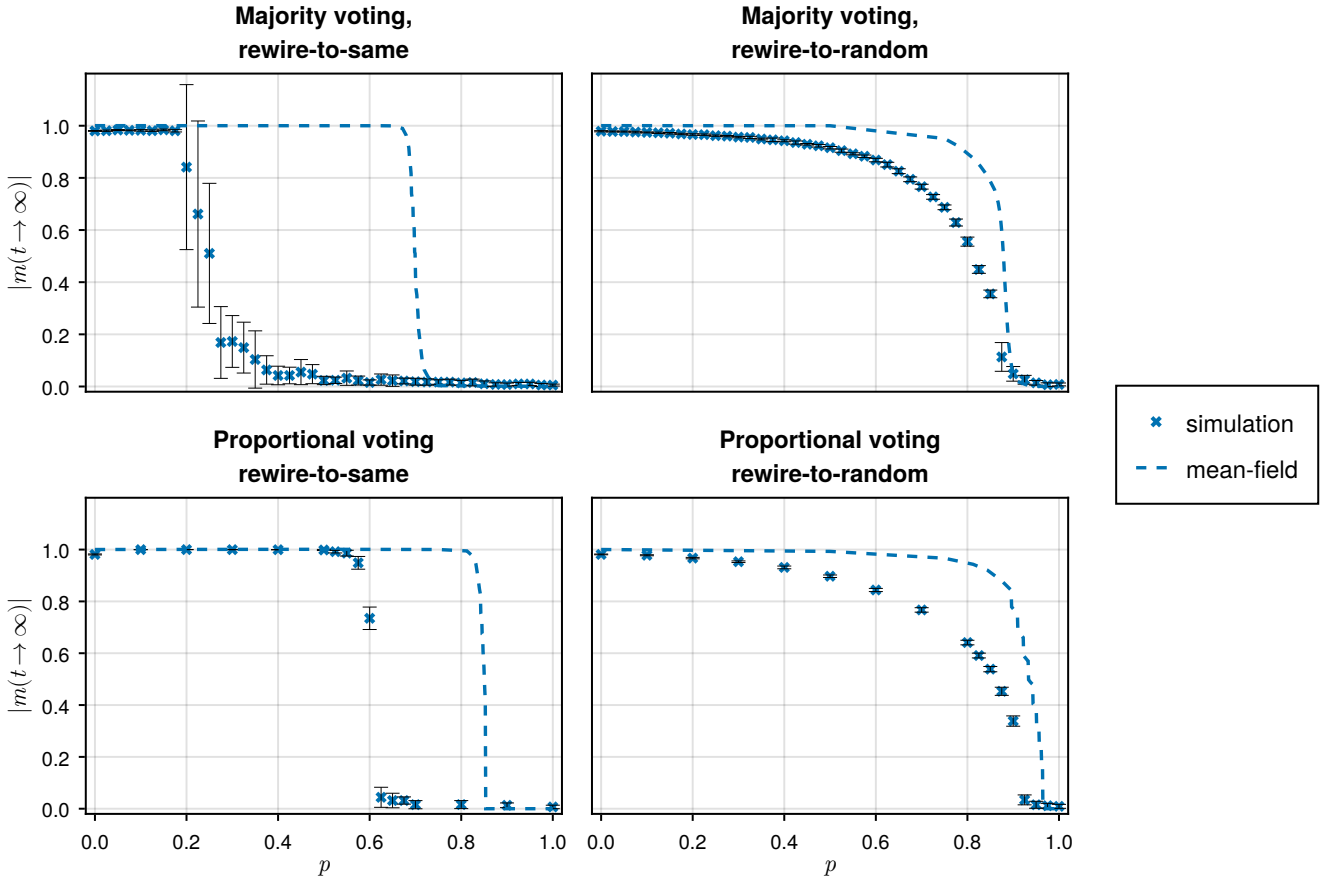 Majority voting,
rewire-to-same
Majority voting,
rewire-to-random
|m(t → ∞)|
1.0
0.8
0.6
0.4
0.2
0.0
Proportional voting
rewire-to-same
Proportional voting
rewire-to-random
|m(t → ∞)|
1.0
0.8
0.6
0.4
0.2
0.0
0.0 0.2 0.4 0.6 0.8 1.0
p
0.0 0.2 0.4 0.6 0.8 1.0
p
simulation
mean-field